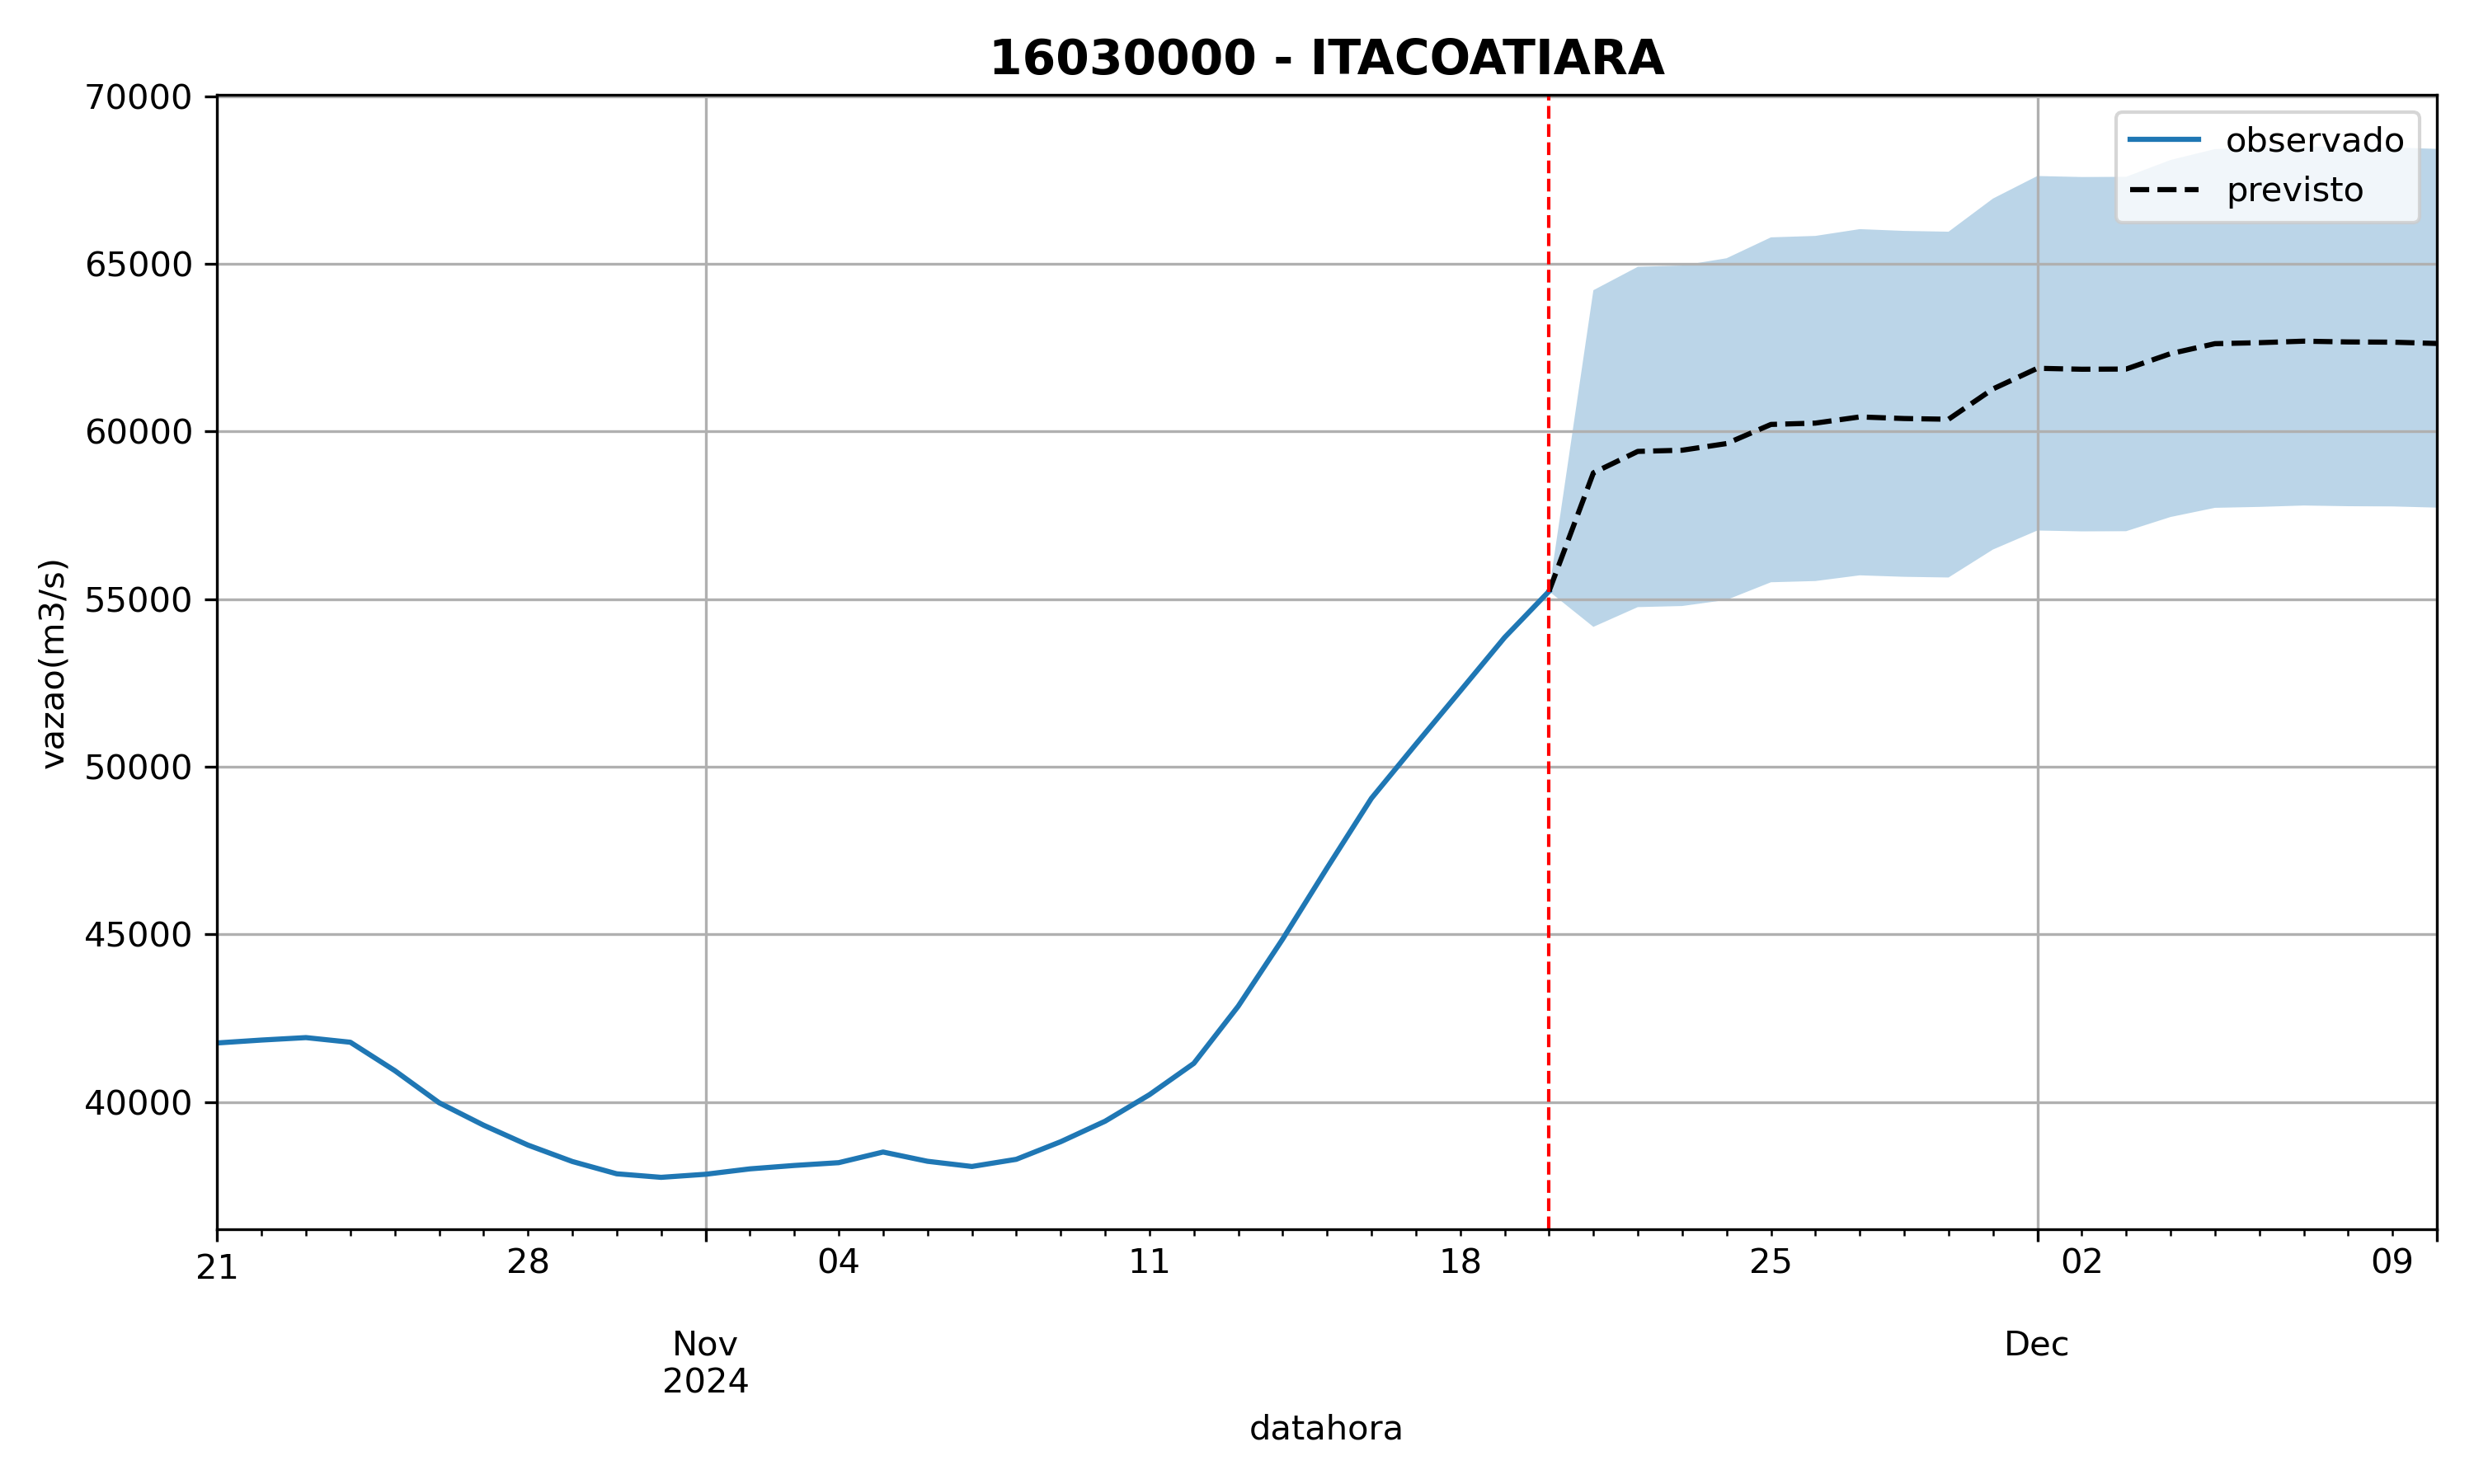 16030000 - ITACOATIARA
70000
65000
60000
55000
50000
45000
40000
vazao(m3/s)
observado
previsto
21 28 04 11 18 25 02 09
Nov Dec
2024
datahora